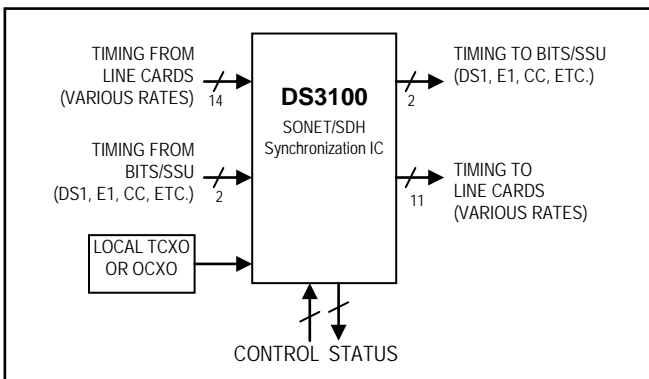 TIMING FROM
LINE CARDS
(VARIOUS RATES)
14
TIMING FROM
BITS/SSU
(DS1, E1, CC, ETC.)
2
LOCAL TCXO
OR OCXO
DS3100
SONET/SDH
Synchronization IC
TIMING TO BITS/SSU
(DS1, E1, CC, ETC.)
2
TIMING TO
LINE CARDS
(VARIOUS RATES)
11
CONTROL STATUS